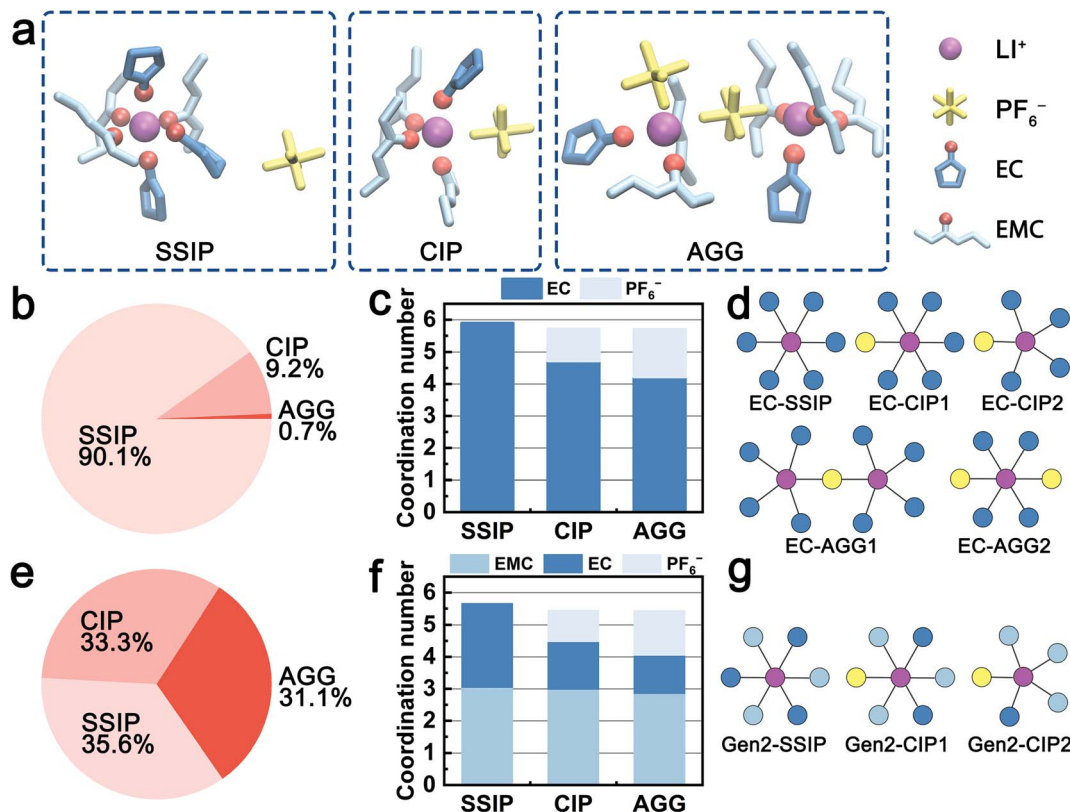 a
SSIP
CIP
AGG
LI⁺
PF₆⁻
EC
EMC
b
CIP
9.2%
AGG
0.7%
SSIP
90.1%
c
EC PF₆⁻
Coordination number
6
5
4
3
2
1
0
SSIP CIP AGG
d
EC-SSIP EC-CIP1 EC-CIP2
EC-AGG1 EC-AGG2
e
CIP
33.3%
AGG
31.1%
SSIP
35.6%
f
EMC EC PF₆⁻
Coordination number
6
5
4
3
2
1
0
SSIP CIP AGG
g
Gen2-SSIP Gen2-CIP1 Gen2-CIP2